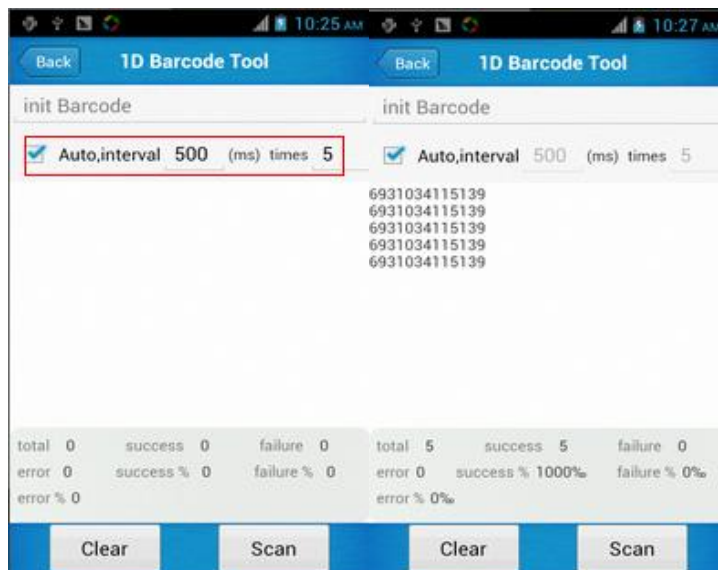 10:25 AM
Back 1D Barcode Tool
init Barcode
Auto,interval 500 (ms) times 5
total 0 success 0 failure 0
error 0 success % 0 failure % 0
error % 0
Clear Scan
10:27 AM
Back 1D Barcode Tool
init Barcode
Auto,interval 500 (ms) times 5
6931034115139
6931034115139
6931034115139
6931034115139
6931034115139
total 5 success 5 failure 0
error 0 success % 1000‰ failure % 0‰
error % 0‰
Clear Scan